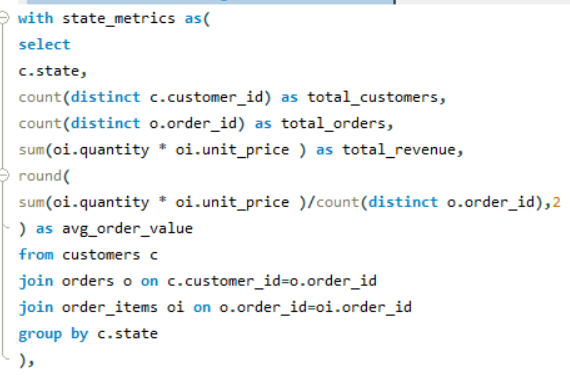 with state_metrics as(
select
c.state,
count(distinct c.customer_id) as total_customers,
count(distinct o.order_id) as total_orders,
sum(oi.quantity * oi.unit_price ) as total_revenue,
round(
sum(oi.quantity * oi.unit_price )/count(distinct o.order_id),2
) as avg_order_value
from customers c
join orders o on c.customer_id=o.order_id
join order_items oi on o.order_id=oi.order_id
group by c.state
),